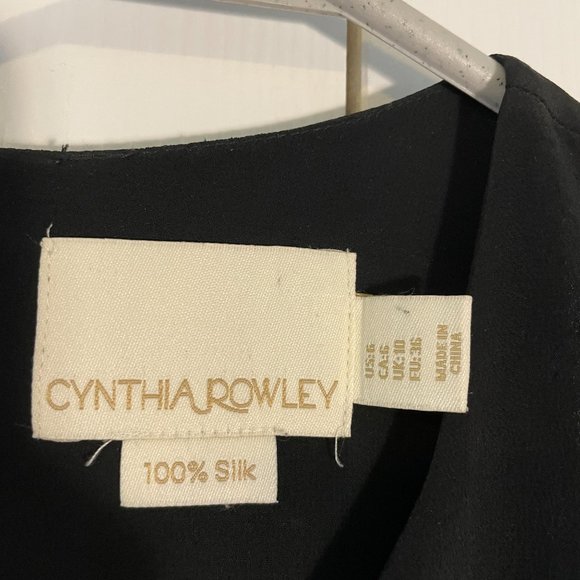 CYNTHIA ROWLEY
100% Silk
US:6
CA:6
UK:10
EU:36
MADE IN
CHINA